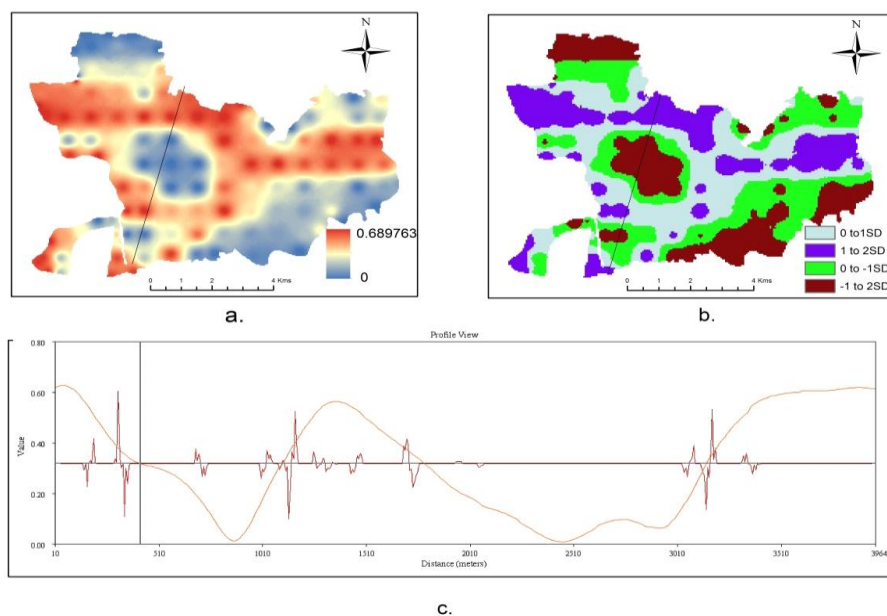 N
0.689763
0
0 1 2 4 Kms
a.
N
0 to1SD
1 to 2SD
0 to -1SD
-1 to 2SD
0 1 2 4 Kms
b.
Profile View
0.80
0.60
0.40
0.20
0.00
Value
10 510 1010 1510 2010 2510 3010 3510 3964
Distance (meters)
c.